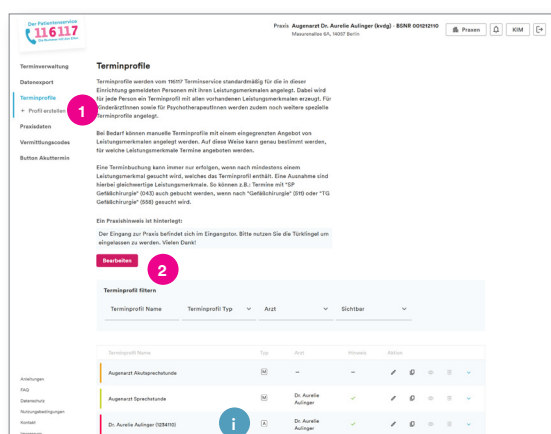 Der Patientenservice
116117
Die Nummer mit den Elfen
Praxis Augenarzt Dr. Aurelie Aulinger (kvdg) - BSNR 001212110
Masurenallee 6A, 14057 Berlin
Praxen
KIM
Terminverwaltung
Datenexport
Terminprofile
+ Profil erstellen
Praxisdaten
Vermittlungscodes
Button Akuttermin
1
Terminprofile
Terminprofile werden vom 116117 Terminservice standardmäßig für die in dieser
Einrichtung gemeldeten Personen mit ihren Leistungsmerkmalen angelegt. Dabei wird
für jede Person ein Terminprofil mit allen vorhandenen Leistungsmerkmalen erzeugt. Für
KinderärztInnen sowie für PsychotherapeutInnen werden zudem noch weitere spezielle
Terminprofile angelegt.
Bei Bedarf können manuelle Terminprofile mit einem eingegrenzten Angebot von
Leistungsmerkmalen angelegt werden. Auf diese Weise kann genau bestimmt werden,
für welche Leistungsmerkmale Termine angeboten werden.
Eine Terminbuchung kann immer nur erfolgen, wenn nach mindestens einem
Leistungsmerkmal gesucht wird, welches das Terminprofil enthält. Eine Ausnahme sind
hierbei gleichwertige Leistungsmerkmale. So können z.B.: Termine mit "SP
Gefäßchirurgie" (043) auch gebucht werden, wenn nach "Gefäßchirurgie" (511) oder "TG
Gefäßchirurgie" (558) gesucht wird.
Ein Praxishinweis ist hinterlegt:
Der Eingang zur Praxis befindet sich im Eingangstor. Bitte nutzen Sie die Türklingel um
eingelassen zu werden. Vielen Dank!
Bearbeiten
2
Terminprofil filtern
Terminprofil Name Terminprofil Typ Arzt Sichtbar
Terminprofil Name Typ Arzt Hinweis Aktion
Augenarzt Akutsprechstunde M – –
Augenarzt Sprechstunde M Dr. Aurelie
Aulinger
Dr. Aurelie Aulinger (1234110) i A Dr. Aurelie
Aulinger
Anleitungen
FAQ
Datenschutz
Nutzungsbedingungen
Kontakt
Impressum